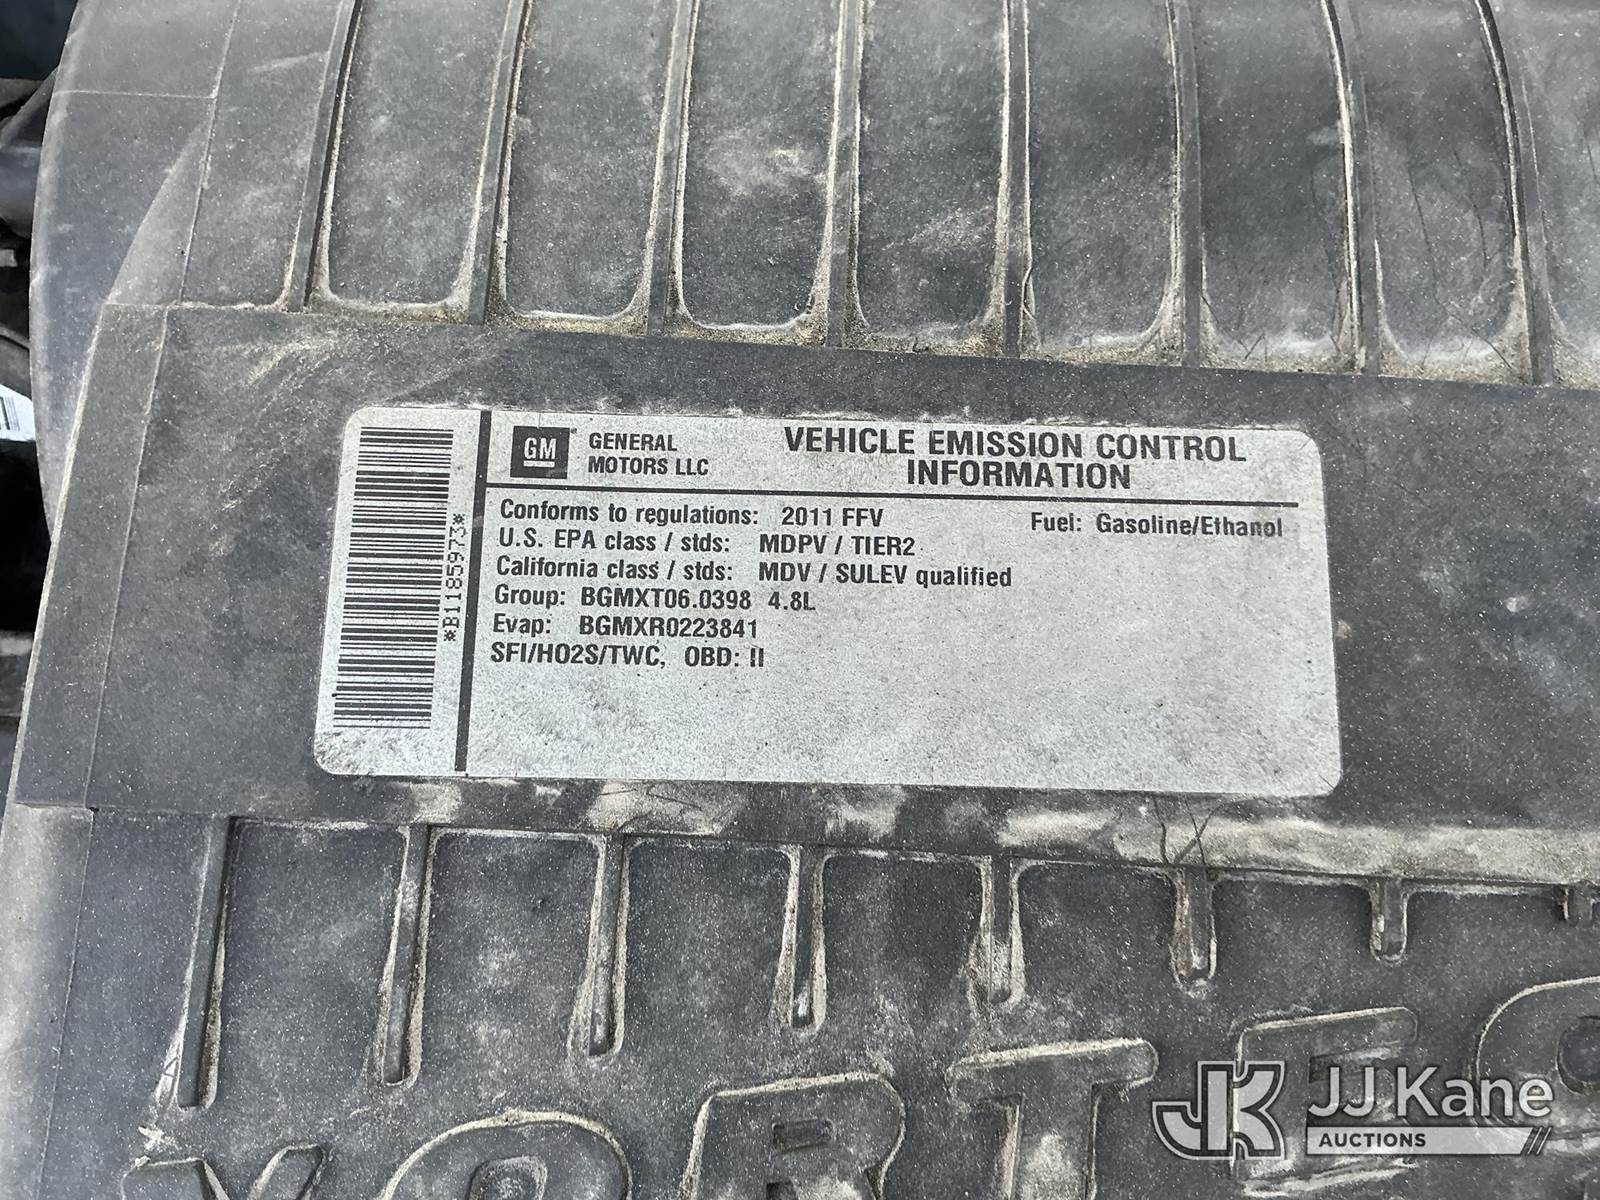 GM
GENERAL
MOTORS LLC
VEHICLE EMISSION CONTROL
INFORMATION
Conforms to regulations: 2011 FFV
Fuel: Gasoline/Ethanol
U.S. EPA class / stds: MDPV / TIER2
California class / stds: MDV / SULEV qualified
Group: BGMXT06.0398 4.8L
Evap: BGMXR0223841
SFI/HO2S/TWC, OBD: II
*B1185973*
VORTEC
JK JJ Kane
AUCTIONS